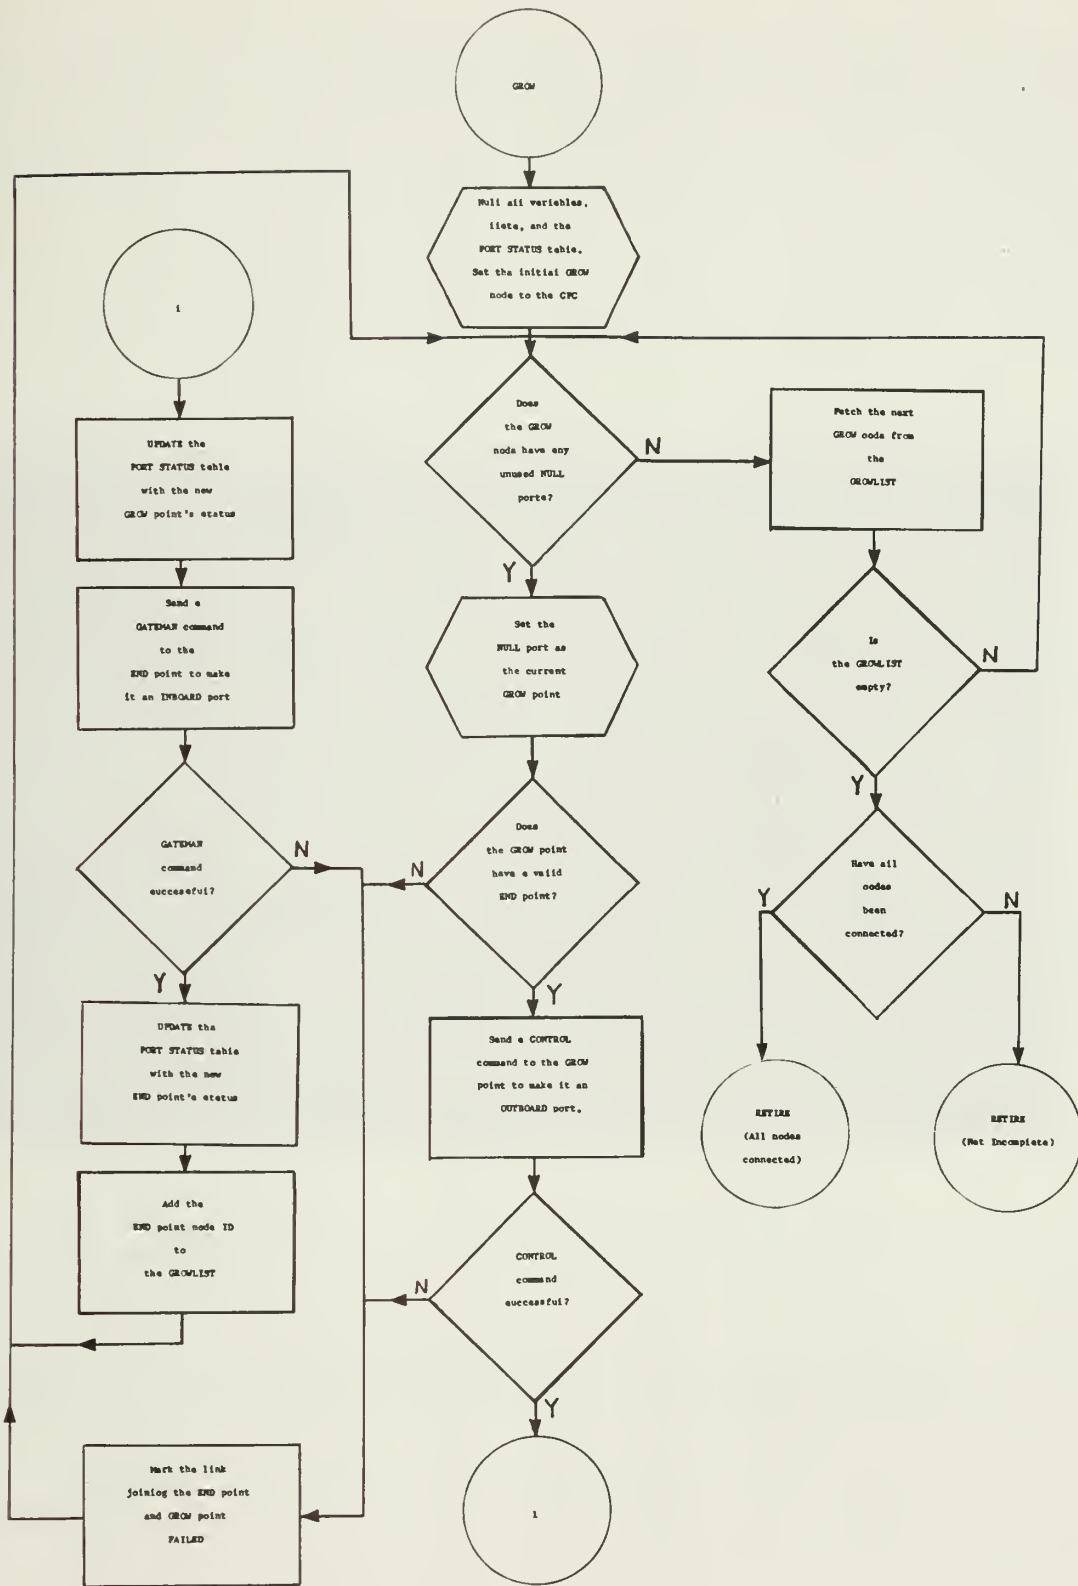 GROW
Null all variables,
lists, and the
PORT STATUS table.
Set the initial GROW
node to the CPC
1
UPDATE the
PORT STATUS table
with the new
GROW point's status
Send a
GATEMAN command
to the
END point to make
it an INBOARD port
GATEMAN
command
successful?
N
Y
UPDATE the
PORT STATUS table
with the new
END point's status
Add the
END point node ID
to
the GROWLIST
Mark the link
joining the END point
and GROW point
FAILED
Does
the GROW
node have any
unused NULL
ports?
N
Y
Set the
NULL port as
the current
GROW point
Does
the GROW point
have a valid
END point?
N
Y
Send a CONTROL
command to the GROW
point to make it an
OUTBOARD port.
CONTROL
command
successful?
N
Y
1
Fetch the next
GROW node from
the
GROWLIST
Is
the GROWLIST
empty?
N
Y
Have all
nodes
been
connected?
Y
N
RETIRE
(All nodes
connected)
RETIRE
(Net Incomplete)